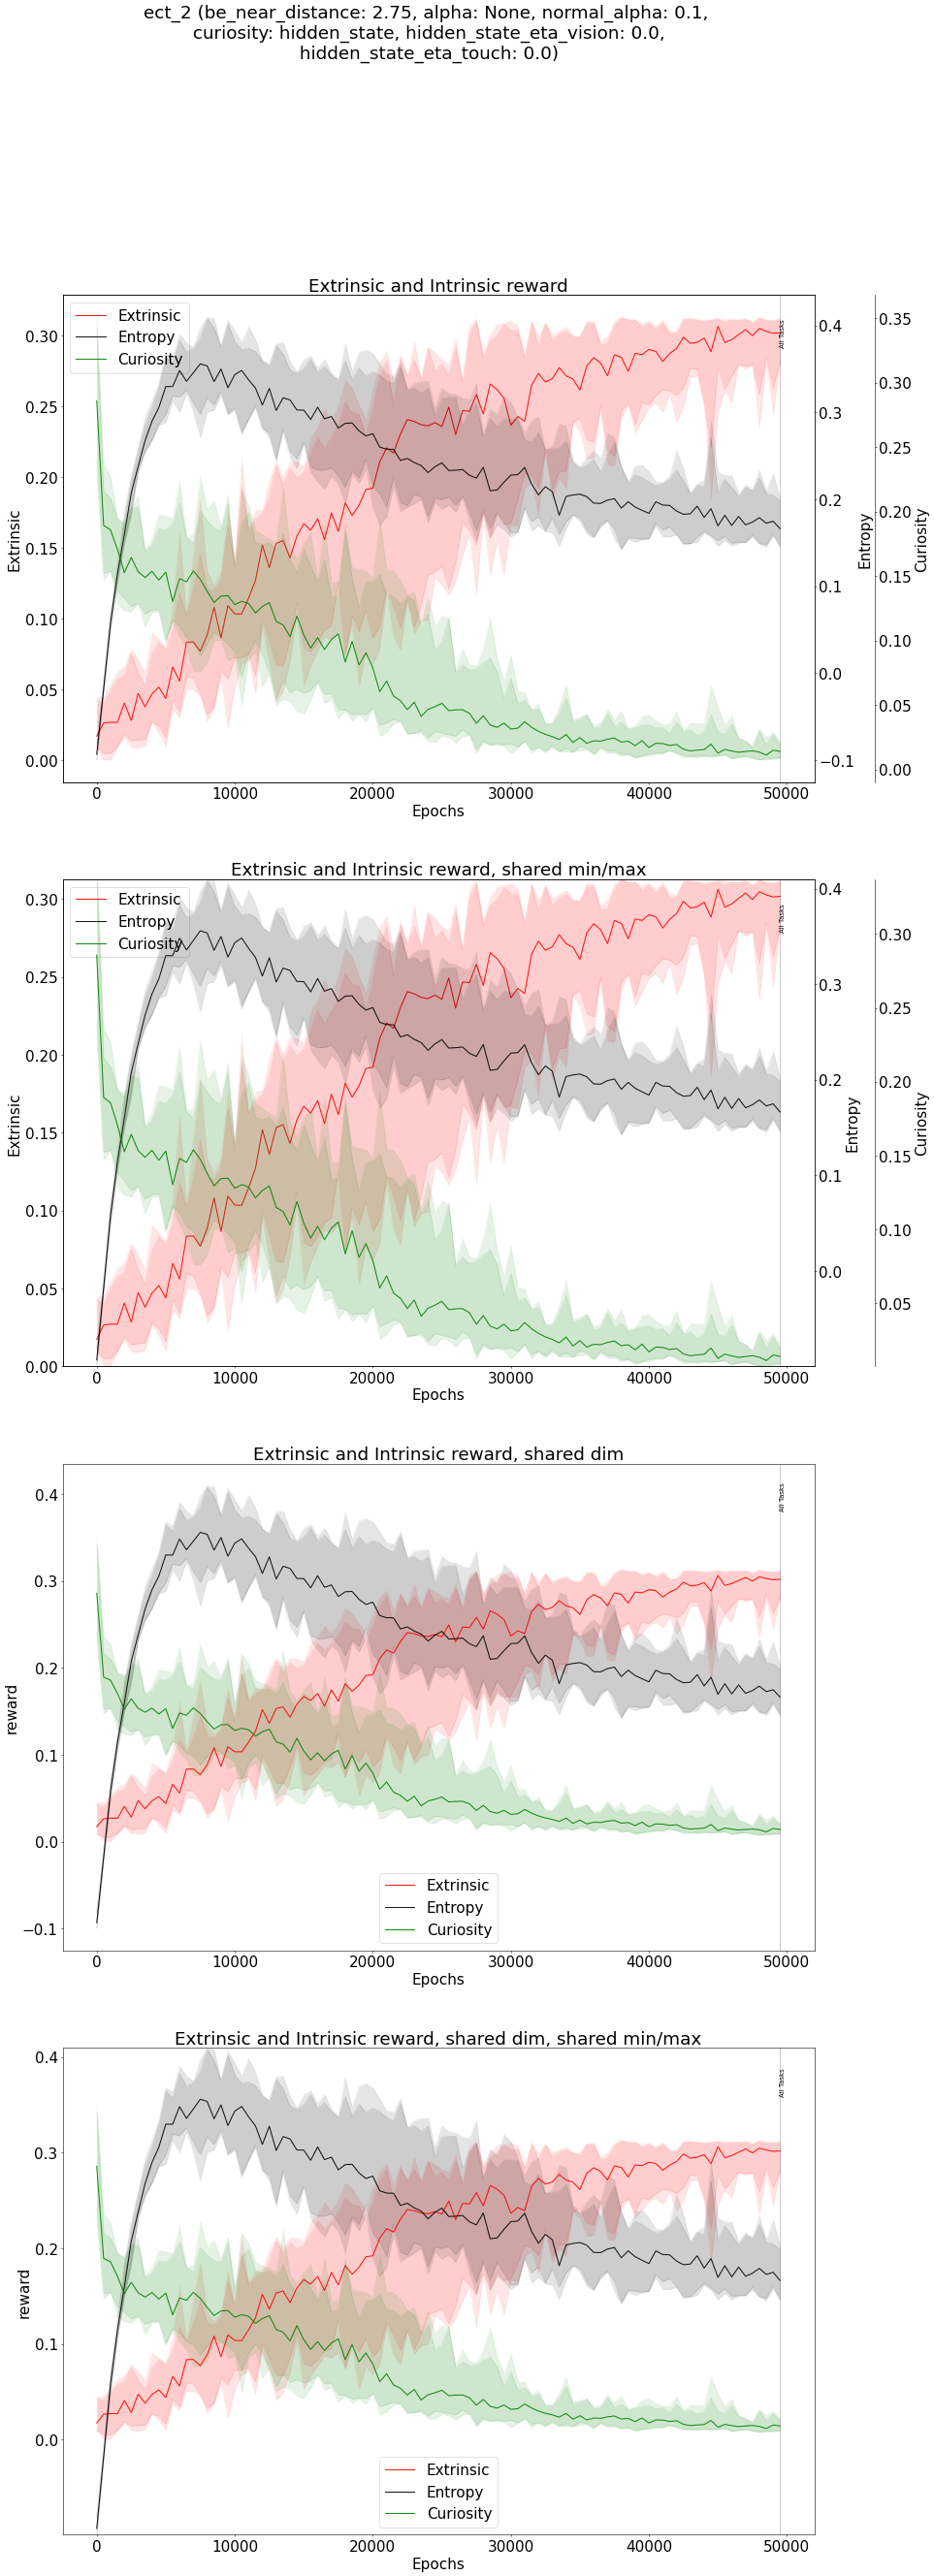 ect_2 (be_near_distance: 2.75, alpha: None, normal_alpha: 0.1,
curiosity: hidden_state, hidden_state_eta_vision: 0.0,
hidden_state_eta_touch: 0.0)
Extrinsic and Intrinsic reward
Extrinsic
Entropy
Curiosity
All Tasks
0.30
0.25
0.20
0.15
0.10
0.05
0.00
Extrinsic
0.4
0.3
0.2
0.1
0.0
−0.1
Entropy
0.35
0.30
0.25
0.20
0.15
0.10
0.05
0.00
Curiosity
0 10000 20000 30000 40000 50000
Epochs
Extrinsic and Intrinsic reward, shared min/max
Extrinsic
Entropy
Curiosity
All Tasks
0.30
0.25
0.20
0.15
0.10
0.05
0.00
Extrinsic
0.4
0.3
0.2
0.1
0.0
Entropy
0.30
0.25
0.20
0.15
0.10
0.05
Curiosity
0 10000 20000 30000 40000 50000
Epochs
Extrinsic and Intrinsic reward, shared dim
All Tasks
0.4
0.3
0.2
0.1
0.0
−0.1
reward
Extrinsic
Entropy
Curiosity
0 10000 20000 30000 40000 50000
Epochs
Extrinsic and Intrinsic reward, shared dim, shared min/max
All Tasks
0.4
0.3
0.2
0.1
0.0
reward
Extrinsic
Entropy
Curiosity
0 10000 20000 30000 40000 50000
Epochs